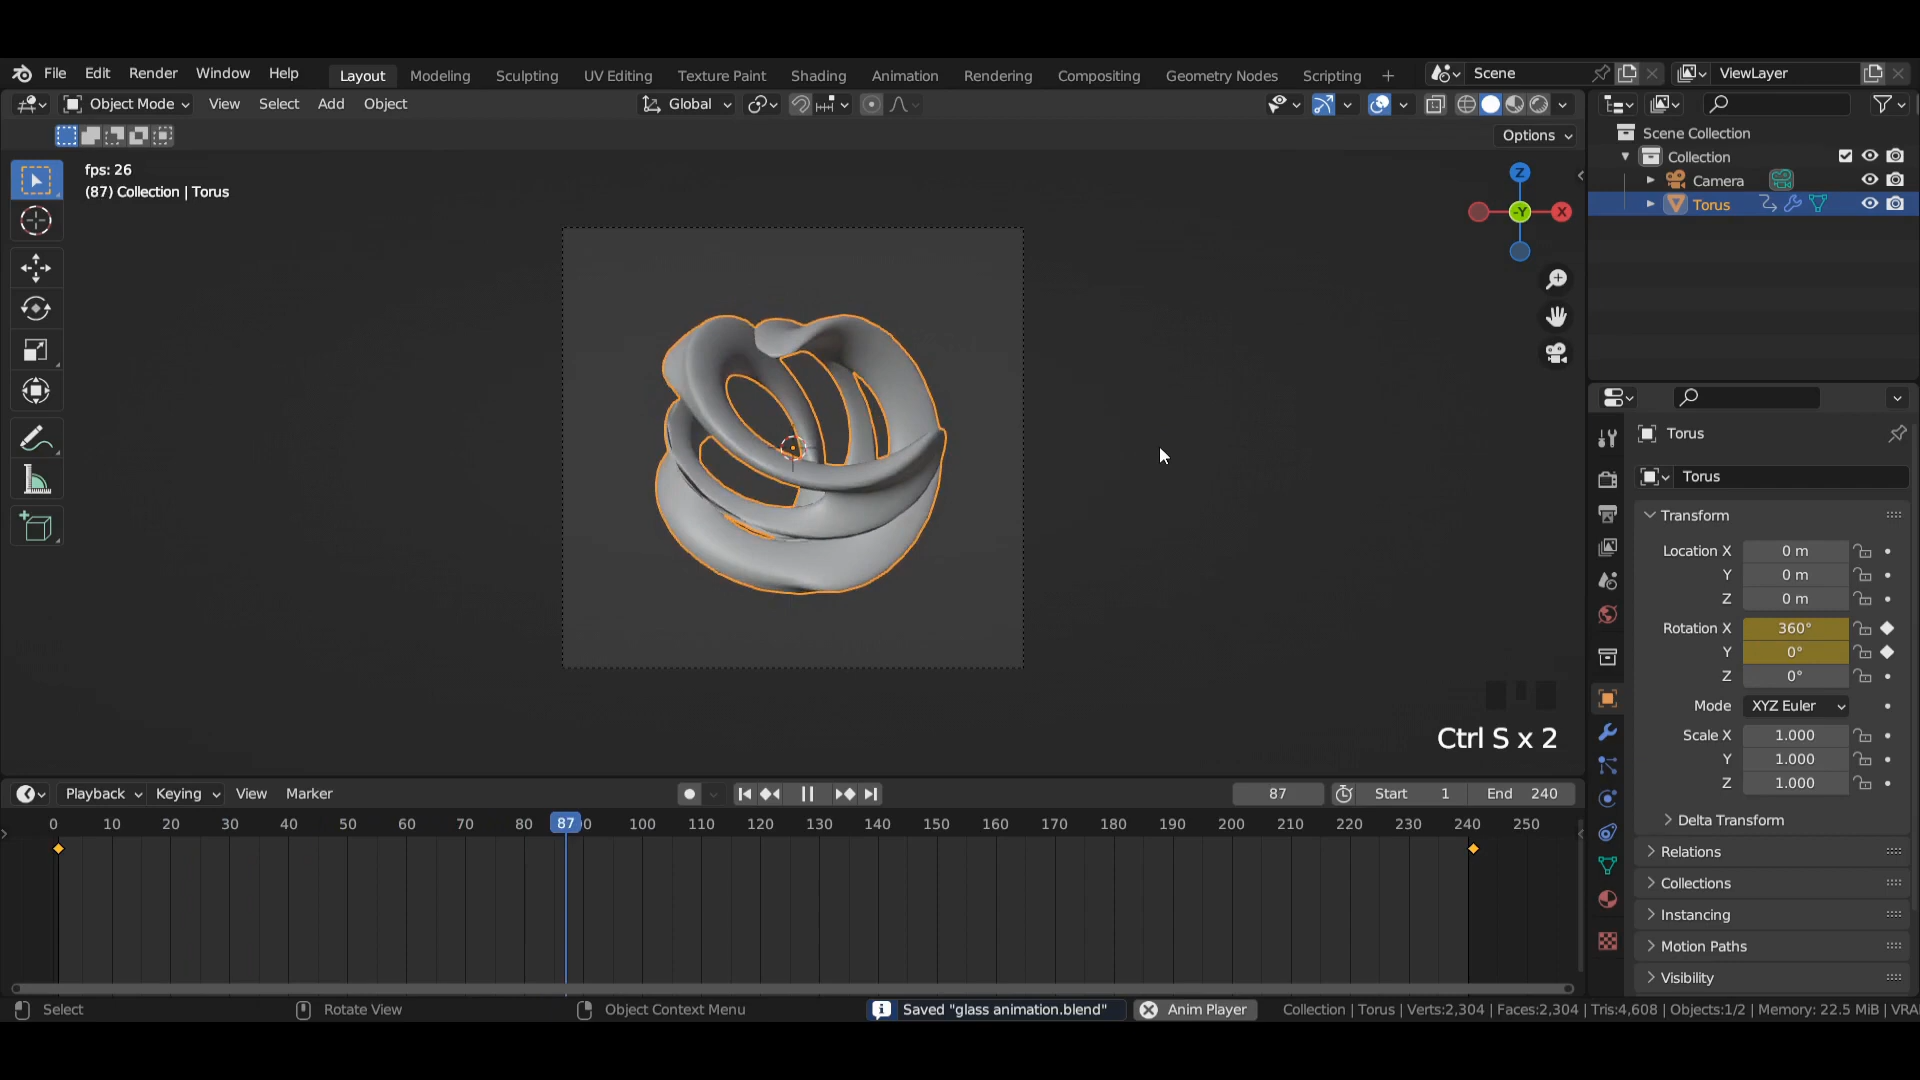 File Edit Render Window Help Layout Modeling Sculpting UV Editing Texture Paint Shading Animation Rendering Compositing Geometry Nodes Scripting + Scene ViewLayer
Object Mode View Select Add Object Global
Options
fps: 26
(87) Collection | Torus
Z
-Y X
Scene Collection
Collection
Camera
Torus
Torus
Torus
Transform
Location X 0 m
Y 0 m
Z 0 m
Rotation X 360°
Y 0°
Z 0°
Mode XYZ Euler
Scale X 1.000
Y 1.000
Z 1.000
Delta Transform
Relations
Collections
Instancing
Motion Paths
Visibility
Ctrl S x 2
Playback Keying View Marker 87 Start 1 End 240
0 10 20 30 40 50 60 70 80 87 0 100 110 120 130 140 150 160 170 180 190 200 210 220 230 240 250
Select Rotate View Object Context Menu Saved "glass animation.blend" Anim Player Collection | Torus | Verts:2,304 | Faces:2,304 | Tris:4,608 | Objects:1/2 | Memory: 22.5 MiB | VRA